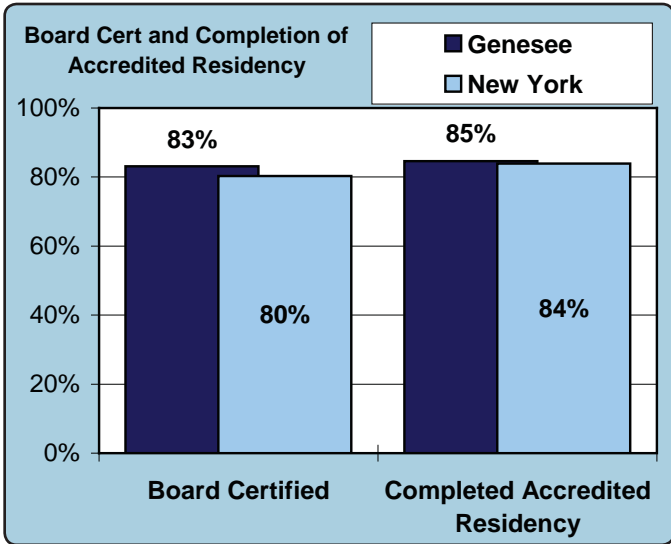 Board Cert and Completion of
Accredited Residency
Genesee
New York
100%
80%
60%
40%
20%
0%
83%
80%
85%
84%
Board Certified
Completed Accredited
Residency